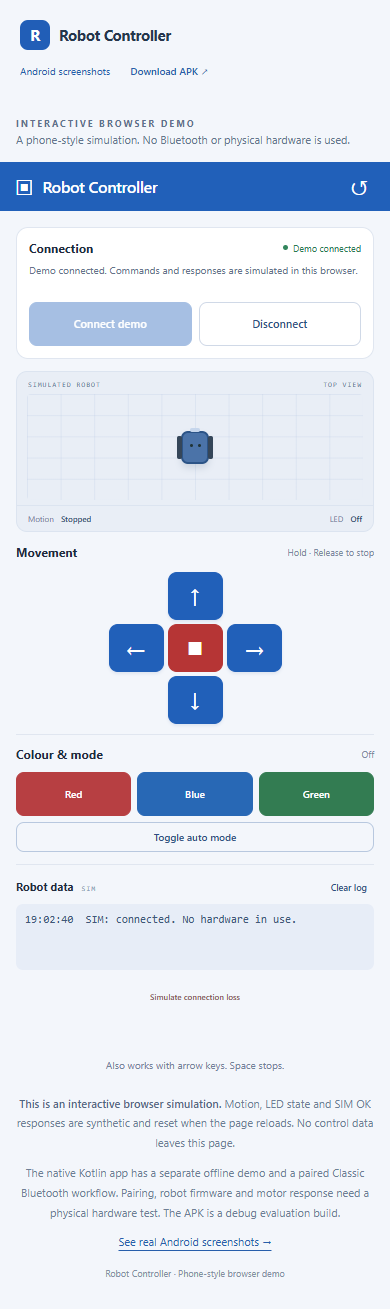 R Robot Controller
Android screenshots Download APK ↗
INTERACTIVE BROWSER DEMO
A phone-style simulation. No Bluetooth or physical hardware is used.
Robot Controller
Connection Demo connected
Demo connected. Commands and responses are simulated in this browser.
Connect demo Disconnect
SIMULATED ROBOT TOP VIEW
Motion Stopped LED Off
Movement Hold · Release to stop
↑
← ■ →
↓
Colour & mode Off
Red Blue Green
Toggle auto mode
Robot data SIM Clear log
19:02:40 SIM: connected. No hardware in use.
Simulate connection loss
Also works with arrow keys. Space stops.
This is an interactive browser simulation. Motion, LED state and SIM OK
responses are synthetic and reset when the page reloads. No control data
leaves this page.
The native Kotlin app has a separate offline demo and a paired Classic
Bluetooth workflow. Pairing, robot firmware and motor response need a
physical hardware test. The APK is a debug evaluation build.
See real Android screenshots →
Robot Controller · Phone-style browser demo